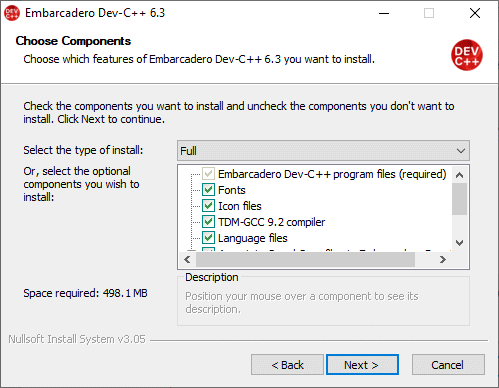 Embarcadero Dev-C++ 6.3
Choose Components
Choose which features of Embarcadero Dev-C++ 6.3 you want to install.
DEV
C++
Check the components you want to install and uncheck the components you don't want to
install. Click Next to continue.
Select the type of install:
Full
Or, select the optional
components you wish to
install:
Embarcadero Dev-C++ program files (required)
Fonts
Icon files
TDM-GCC 9.2 compiler
Language files
Space required: 498.1 MB
Description
Position your mouse over a component to see its
description.
Nullsoft Install System v3.05
< Back
Next >
Cancel